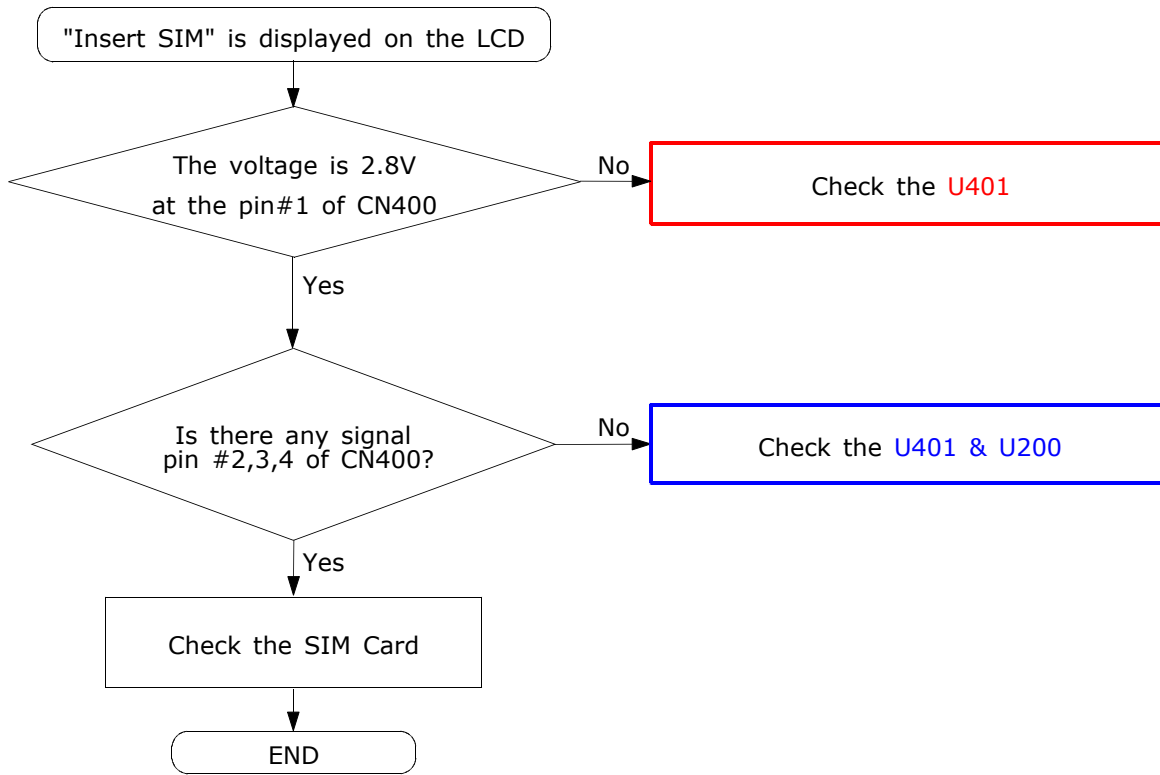 "Insert SIM" is displayed on the LCD
The voltage is 2.8V
at the pin#1 of CN400
No
Check the U401
Yes
Is there any signal
pin #2,3,4 of CN400?
No
Check the U401 & U200
Yes
Check the SIM Card
END